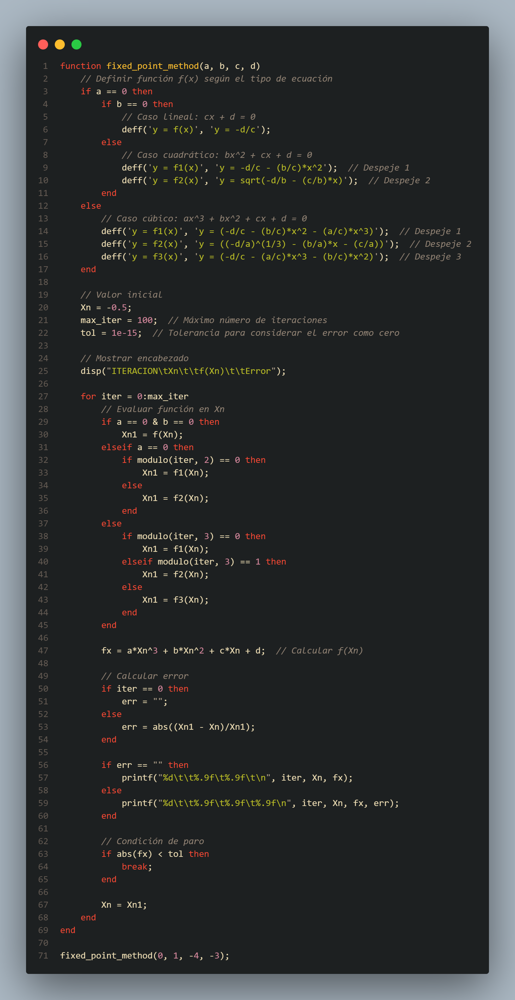 1 function fixed_point_method(a, b, c, d)
2     // Definir función f(x) según el tipo de ecuación
3     if a == 0 then
4         if b == 0 then
5             // Caso lineal: cx + d = 0
6             deff('y = f(x)', 'y = -d/c');
7         else
8             // Caso cuadrático: bx^2 + cx + d = 0
9             deff('y = f1(x)', 'y = -d/c - (b/c)*x^2');  // Despeje 1
10             deff('y = f2(x)', 'y = sqrt(-d/b - (c/b)*x)');  // Despeje 2
11         end
12     else
13         // Caso cúbico: ax^3 + bx^2 + cx + d = 0
14         deff('y = f1(x)', 'y = (-d/c - (b/c)*x^2 - (a/c)*x^3)');  // Despeje 1
15         deff('y = f2(x)', 'y = ((-d/a)^(1/3) - (b/a)*x - (c/a))');  // Despeje 2
16         deff('y = f3(x)', 'y = (-d/c - (a/c)*x^3 - (b/c)*x^2)');  // Despeje 3
17     end
18
19     // Valor inicial
20     Xn = -0.5;
21     max_iter = 100;  // Máximo número de iteraciones
22     tol = 1e-15;  // Tolerancia para considerar el error como cero
23
24     // Mostrar encabezado
25     disp("ITERACION\tXn\t\tf(Xn)\t\tError");
26
27     for iter = 0:max_iter
28         // Evaluar función en Xn
29         if a == 0 & b == 0 then
30             Xn1 = f(Xn);
31         elseif a == 0 then
32             if modulo(iter, 2) == 0 then
33                 Xn1 = f1(Xn);
34             else
35                 Xn1 = f2(Xn);
36             end
37         else
38             if modulo(iter, 3) == 0 then
39                 Xn1 = f1(Xn);
40             elseif modulo(iter, 3) == 1 then
41                 Xn1 = f2(Xn);
42             else
43                 Xn1 = f3(Xn);
44             end
45         end
46
47         fx = a*Xn^3 + b*Xn^2 + c*Xn + d;  // Calcular f(Xn)
48
49         // Calcular error
50         if iter == 0 then
51             err = "";
52         else
53             err = abs((Xn1 - Xn)/Xn1);
54         end
55
56         if err == "" then
57             printf("%d\t\t%.9f\t%.9f\t\n", iter, Xn, fx);
58         else
59             printf("%d\t\t%.9f\t%.9f\t%.9f\n", iter, Xn, fx, err);
60         end
61
62         // Condición de paro
63         if abs(fx) < tol then
64             break;
65         end
66
67         Xn = Xn1;
68     end
69 end
70
71 fixed_point_method(0, 1, -4, -3);